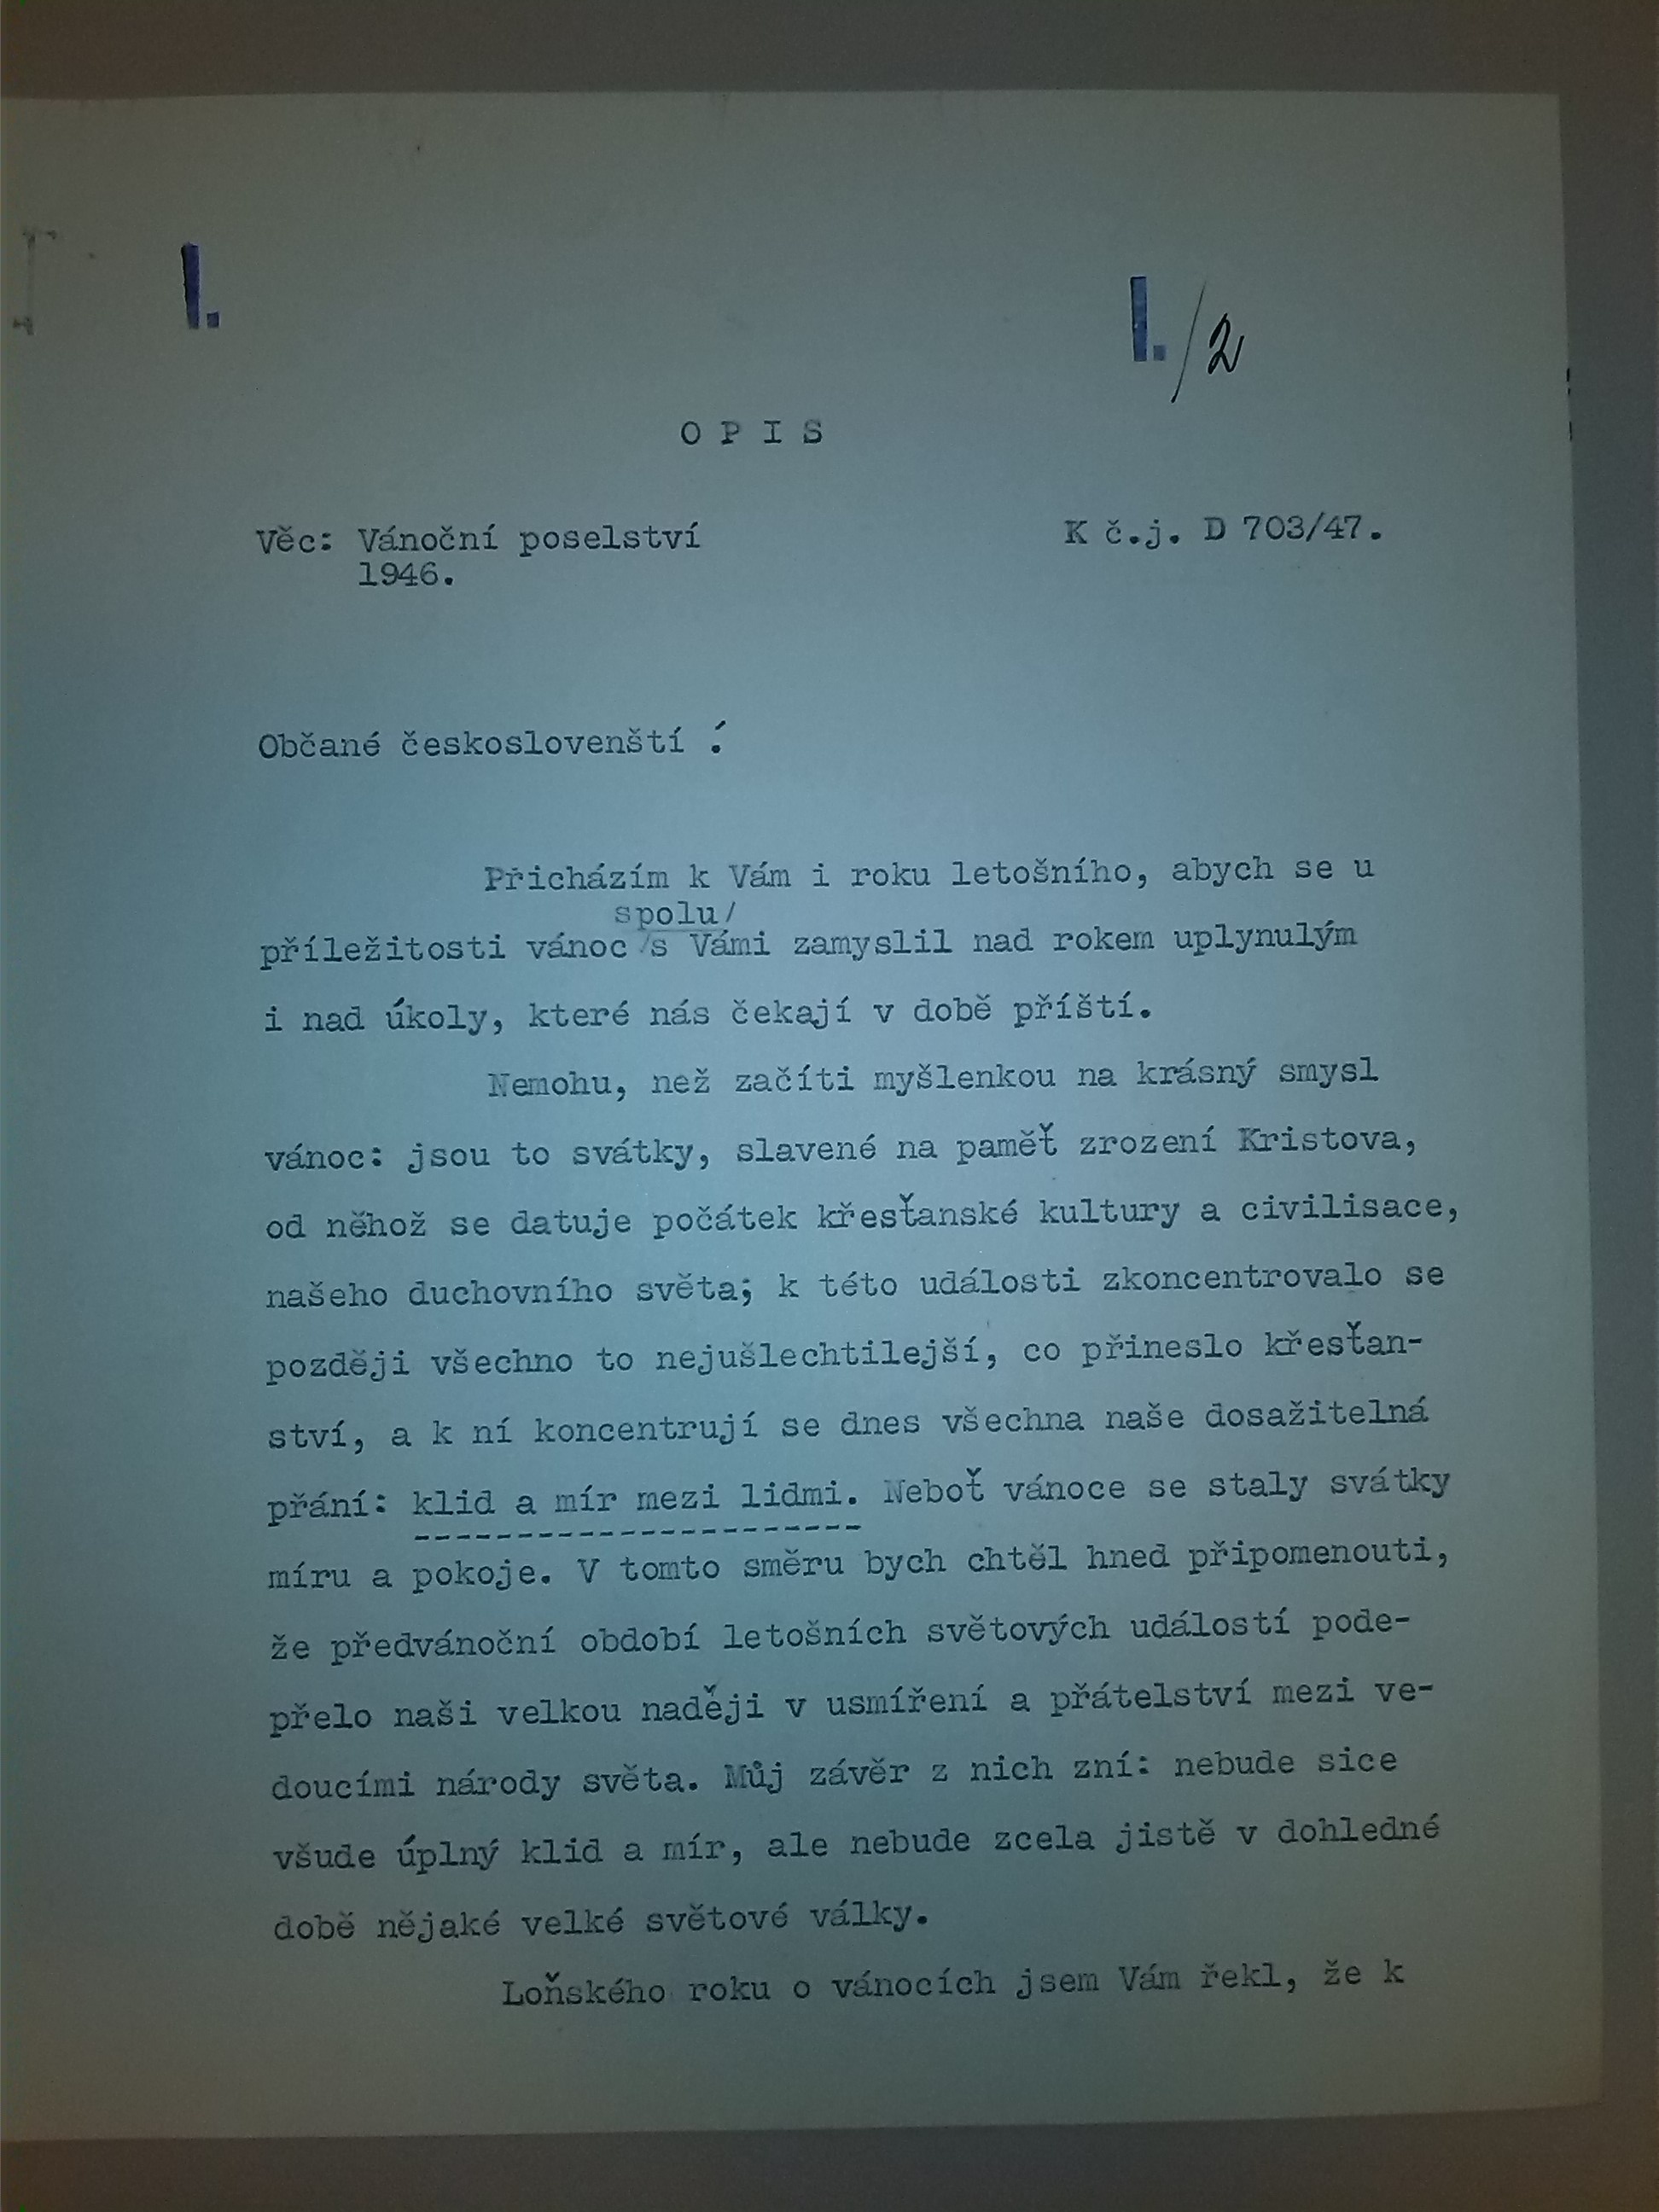 I.
I./2
O P I S
Věc: Vánoční poselství K č.j. D 703/47.
1946.
Občané českoslovenští !
Přicházím k Vám i roku letošního, abych se u
spolu/
příležitosti vánoc /s Vámi zamyslil nad rokem uplynulým
i nad úkoly, které nás čekají v době příští.
Nemohu, než začíti myšlenkou na krásný smysl
vánoc: jsou to svátky, slavené na paměť zrození Kristova,
od něhož se datuje počátek křesťanské kultury a civilisace,
našeho duchovního světa; k této události zkoncentrovalo se
později všechno to nejušlechtilejší, co přineslo křesťan-
ství, a k ní koncentrují se dnes všechna naše dosažitelná
přání: klid a mír mezi lidmi. Neboť vánoce se staly svátky
míru a pokoje. V tomto směru bych chtěl hned připomenouti,
že předvánoční období letošních světových událostí pode-
přelo naši velkou naději v usmíření a přátelství mezi ve-
doucími národy světa. Můj závěr z nich zní: nebude sice
všude úplný klid a mír, ale nebude zcela jistě v dohledné
době nějaké velké světové války.
Loňského roku o vánocích jsem Vám řekl, že k